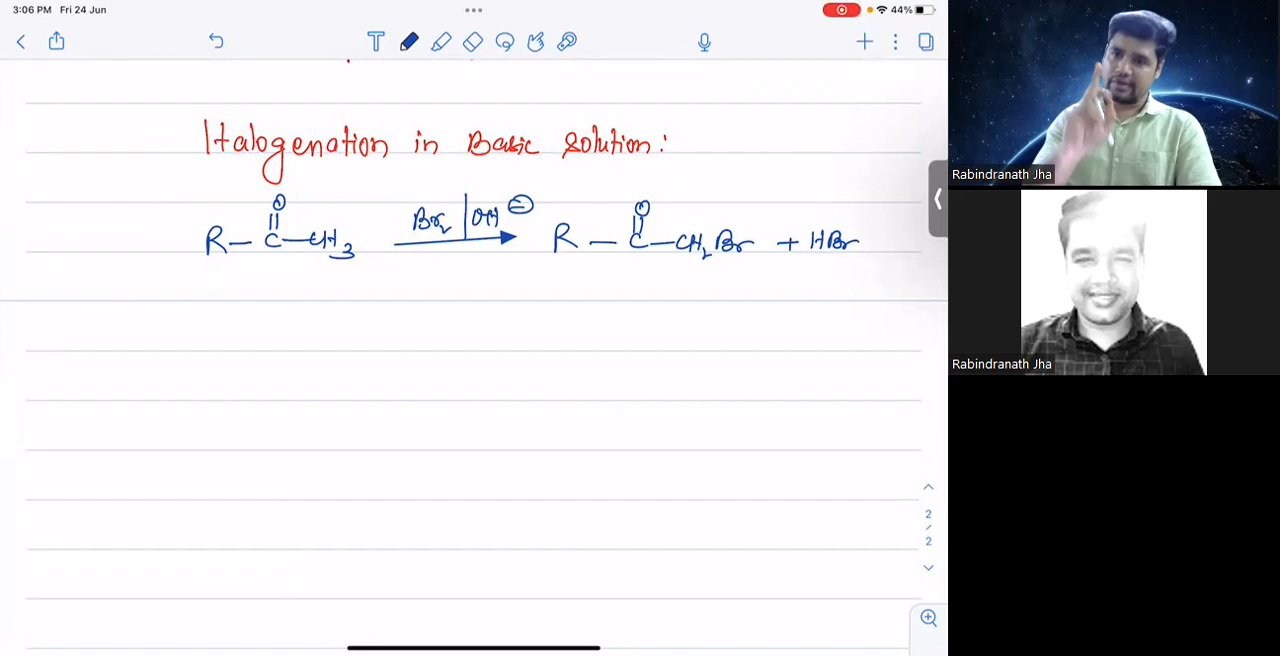 3:06 PM Fri 24 Jun
44%
T
Halogenation in Basic solution:
R—C(=O)—CH3 Br2|OH⊖ → R—C(=O)—CH2Br + HBr
Rabindranath Jha
Rabindranath Jha
2
/
2